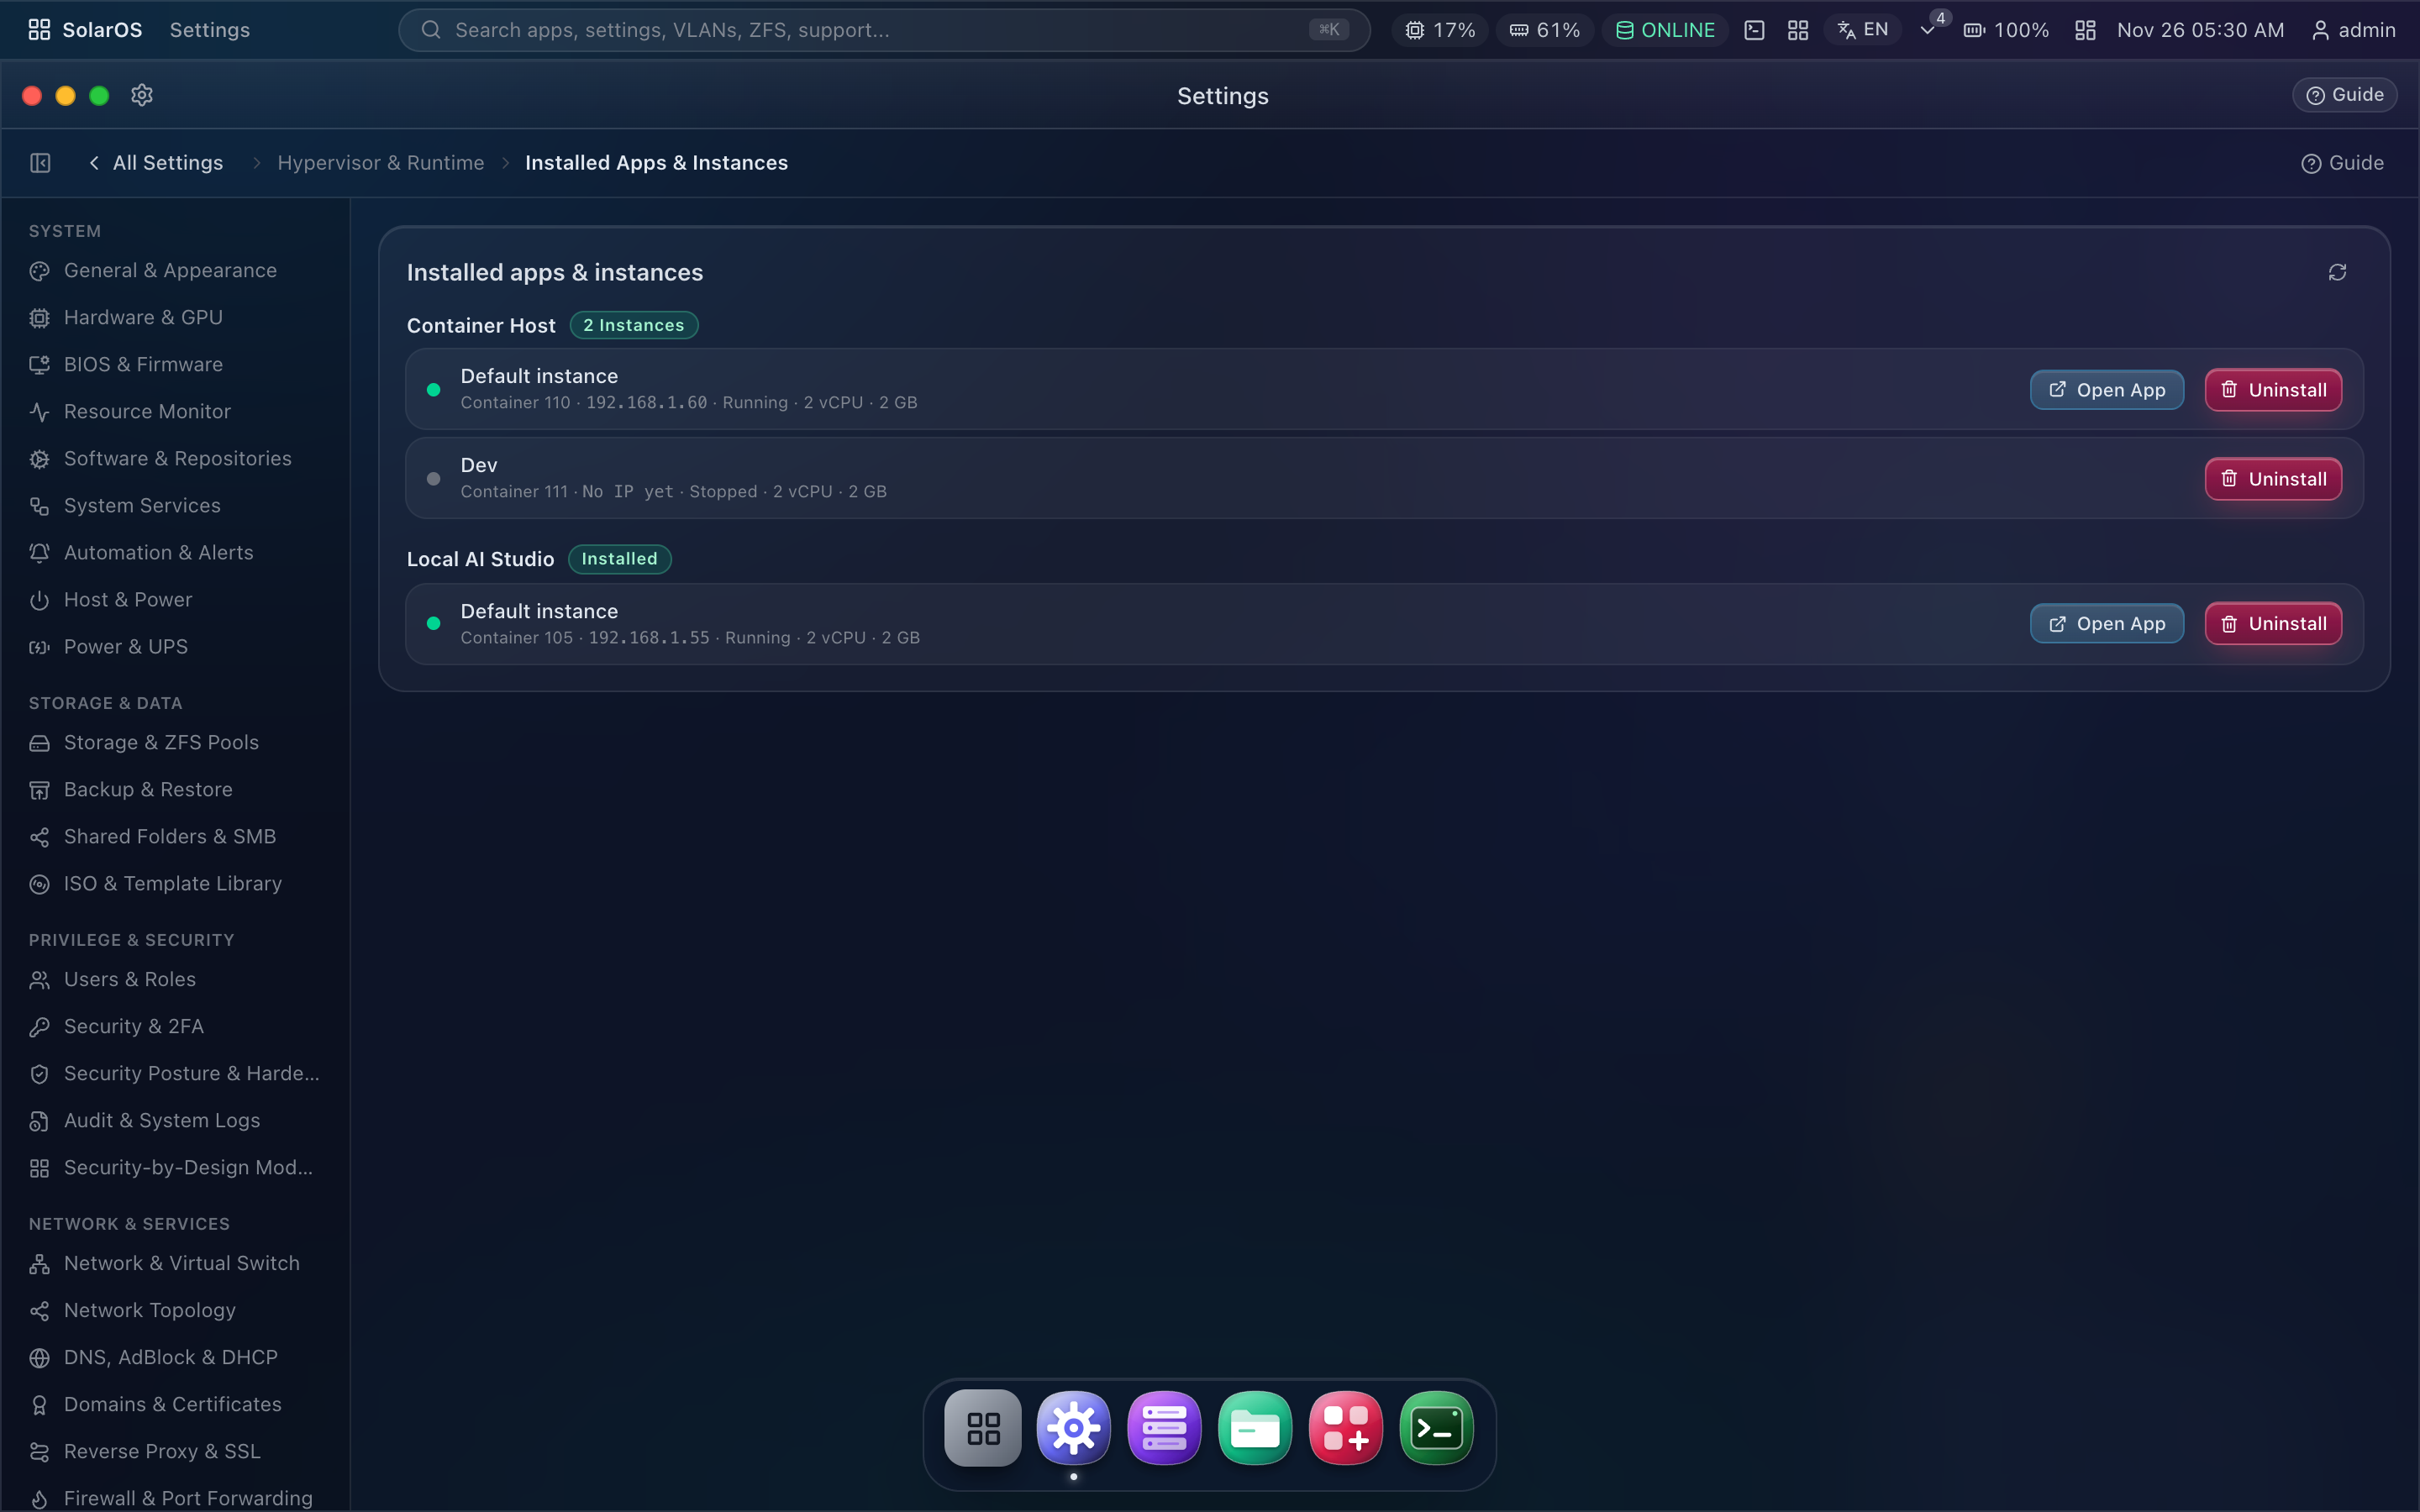 SolarOS Settings Search apps, settings, VLANs, ZFS, support... ⌘K 17% 61% ONLINE EN 4 100% Nov 26 05:30 AM admin
Settings Guide
All Settings Hypervisor & Runtime Installed Apps & Instances Guide
SYSTEM
General & Appearance
Hardware & GPU
BIOS & Firmware
Resource Monitor
Software & Repositories
System Services
Automation & Alerts
Host & Power
Power & UPS
STORAGE & DATA
Storage & ZFS Pools
Backup & Restore
Shared Folders & SMB
ISO & Template Library
PRIVILEGE & SECURITY
Users & Roles
Security & 2FA
Security Posture & Harde...
Audit & System Logs
Security-by-Design Mod...
NETWORK & SERVICES
Network & Virtual Switch
Network Topology
DNS, AdBlock & DHCP
Domains & Certificates
Reverse Proxy & SSL
Firewall & Port Forwarding
Installed apps & instances
Container Host 2 Instances
Default instance
Container 110 · 192.168.1.60 · Running · 2 vCPU · 2 GB
Open App Uninstall
Dev
Container 111 · No IP yet · Stopped · 2 vCPU · 2 GB
Uninstall
Local AI Studio Installed
Default instance
Container 105 · 192.168.1.55 · Running · 2 vCPU · 2 GB
Open App Uninstall